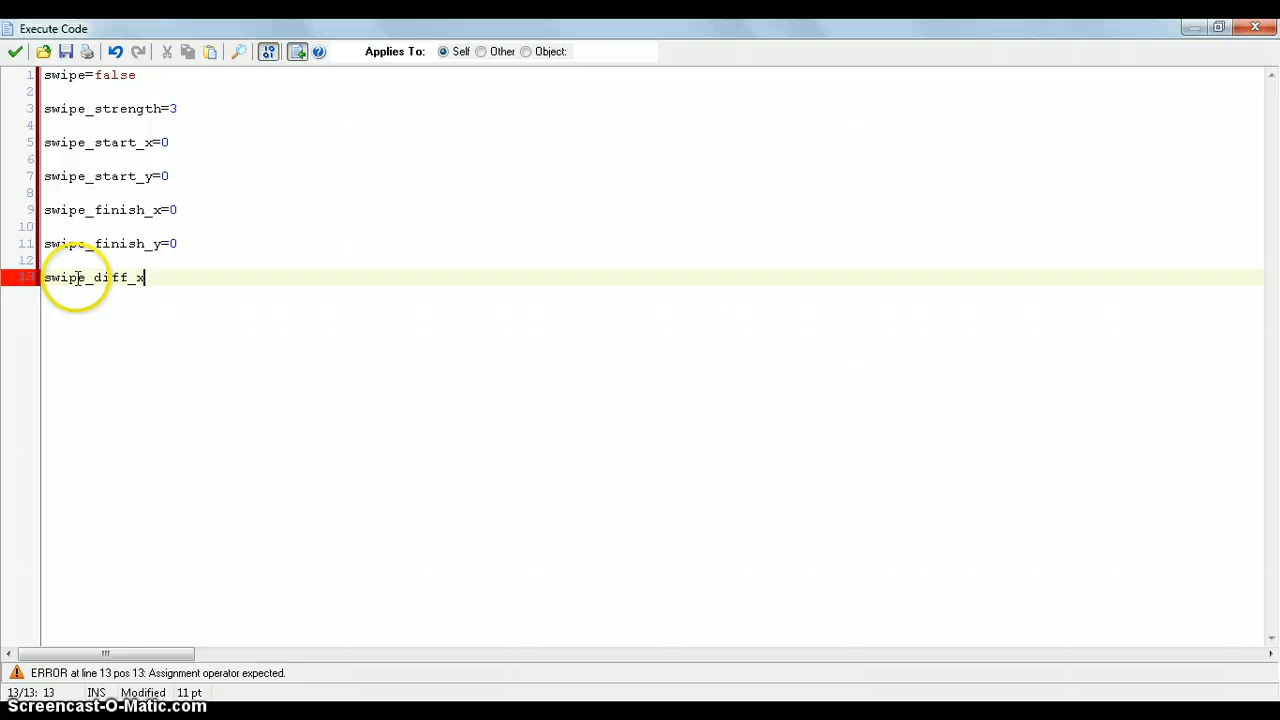 Execute Code
Applies To: Self Other Object:
1 swipe=false
2
3 swipe_strength=3
4
5 swipe_start_x=0
6
7 swipe_start_y=0
8
9 swipe_finish_x=0
10
11 swipe_finish_y=0
12
13 swipe_diff_x
ERROR at line 13 pos 13: Assignment operator expected.
13/13: 13 INS Modified 11 pt
Screencast-O-Matic.com